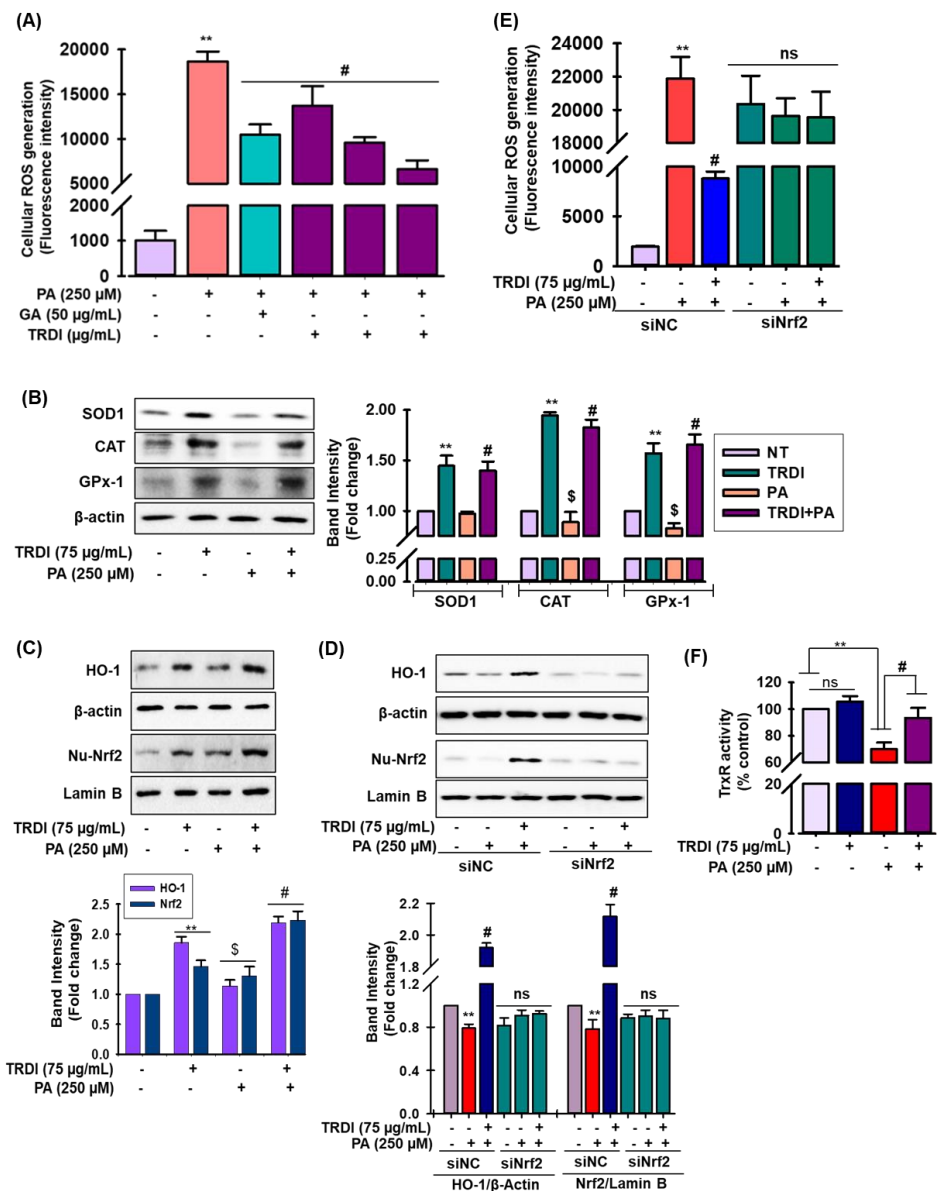 (A)
Cellular ROS generation
(Fluorescence intensity)
20000
15000
10000
5000
2000
1000
0
**
#
PA (250 µM) - + + + + +
GA (50 µg/mL) - - + - - -
TRDI (µg/mL) - - - + + +
(E)
Cellular ROS generation
(Fluorescence intensity)
24000
22000
20000
18000
10000
5000
0
**
#
ns
TRDI (75 µg/mL) - - + - - +
PA (250 µM) - + + - + +
siNC siNrf2
(B)
SOD1
CAT
GPx-1
β-actin
TRDI (75 µg/mL) - + - +
PA (250 µM) - - + +
Band Intensity
(Fold change)
2.00
1.50
1.00
0.25
0.00
** #
** $ #
** $ #
SOD1 CAT GPx-1
NT
TRDI
PA
TRDI+PA
(C)
HO-1
β-actin
Nu-Nrf2
Lamin B
TRDI (75 µg/mL) - + - +
PA (250 µM) - - + +
HO-1
Nrf2
Band Intensity
(Fold change)
2.5
2.0
1.5
1.0
0.5
0.0
** $ #
TRDI (75 µg/mL) - + - +
PA (250 µM) - - + +
(D)
HO-1
β-actin
Nu-Nrf2
Lamin B
TRDI (75 µg/mL) - - + - - +
PA (250 µM) - + + - + +
siNC siNrf2
Band Intensity
(Fold change)
2.2
2.0
1.8
1.2
0.8
0.4
0.0
** # ns ** # ns
TRDI (75 µg/mL) - - + - - + - - + - - +
PA (250 µM) - + + - + + - + + - + +
siNC siNrf2 siNC siNrf2
HO-1/β-Actin Nrf2/Lamin B
(F)
TrxR activity
(% control)
120
100
80
60
20
0
**
ns
#
TRDI (75 µg/mL) - + - +
PA (250 µM) - - + +